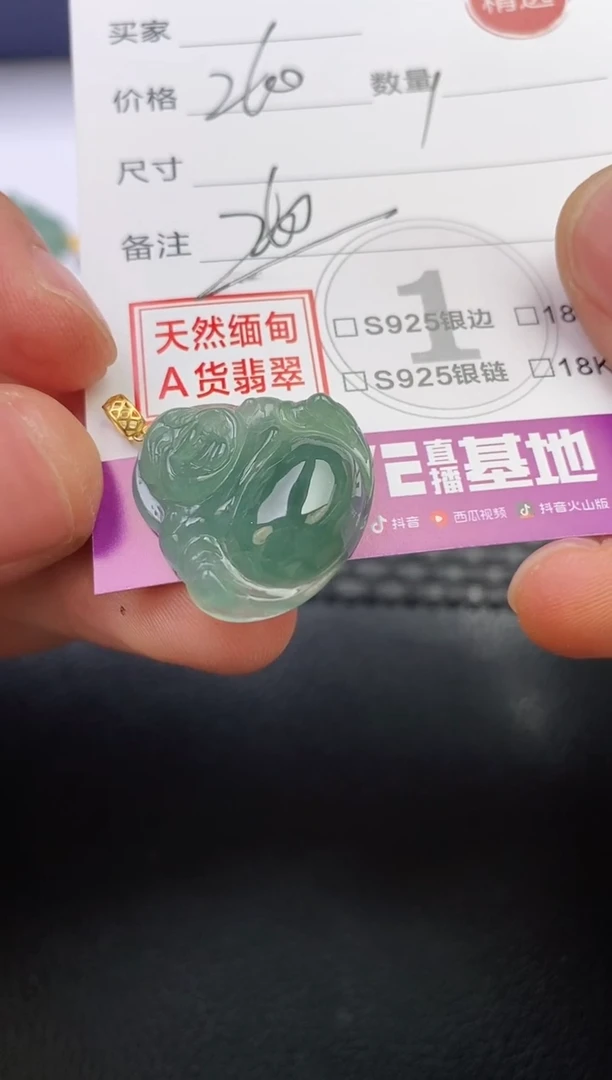 精选
买家
价格 260 数量 1
尺寸
备注 260
天然缅甸
A货翡翠
1
□S925银边 □18
□S925银链 □18K
直播基地
抖音 西瓜视频 抖音火山版